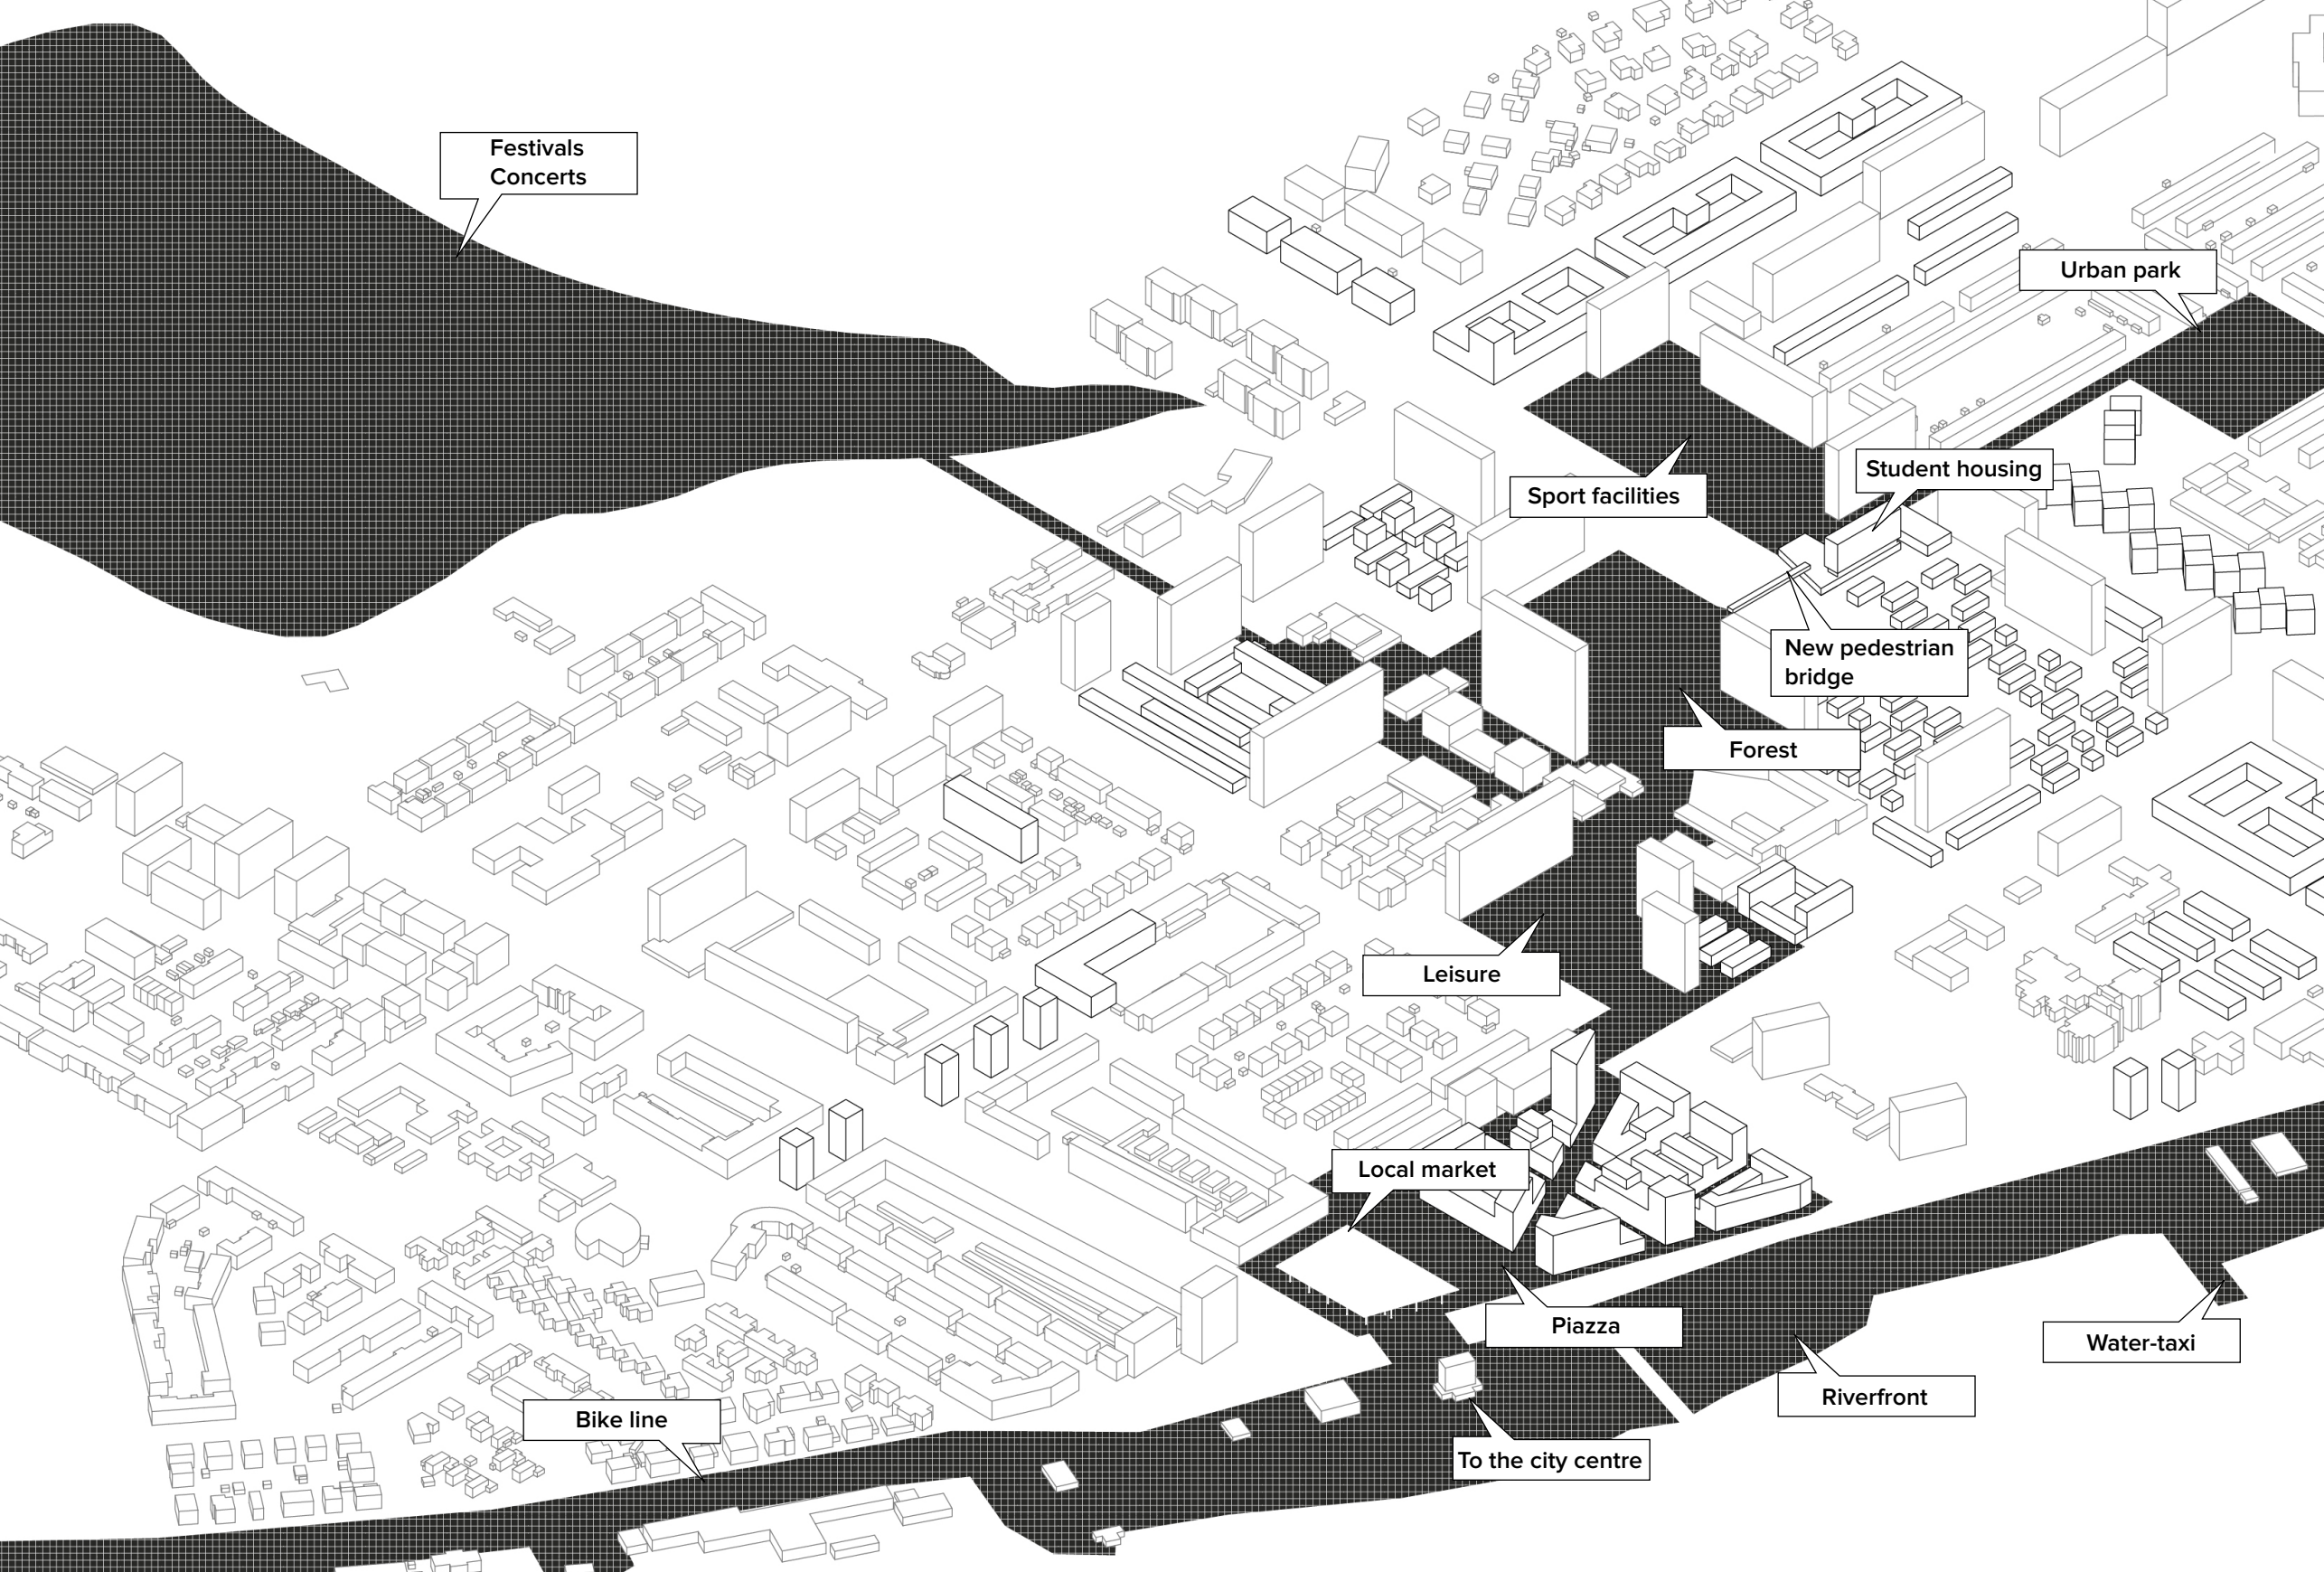 Festivals
Concerts
Urban park
Student housing
Sport facilities
New pedestrian
bridge
Forest
Leisure
Local market
Piazza
Water-taxi
Riverfront
Bike line
To the city centre